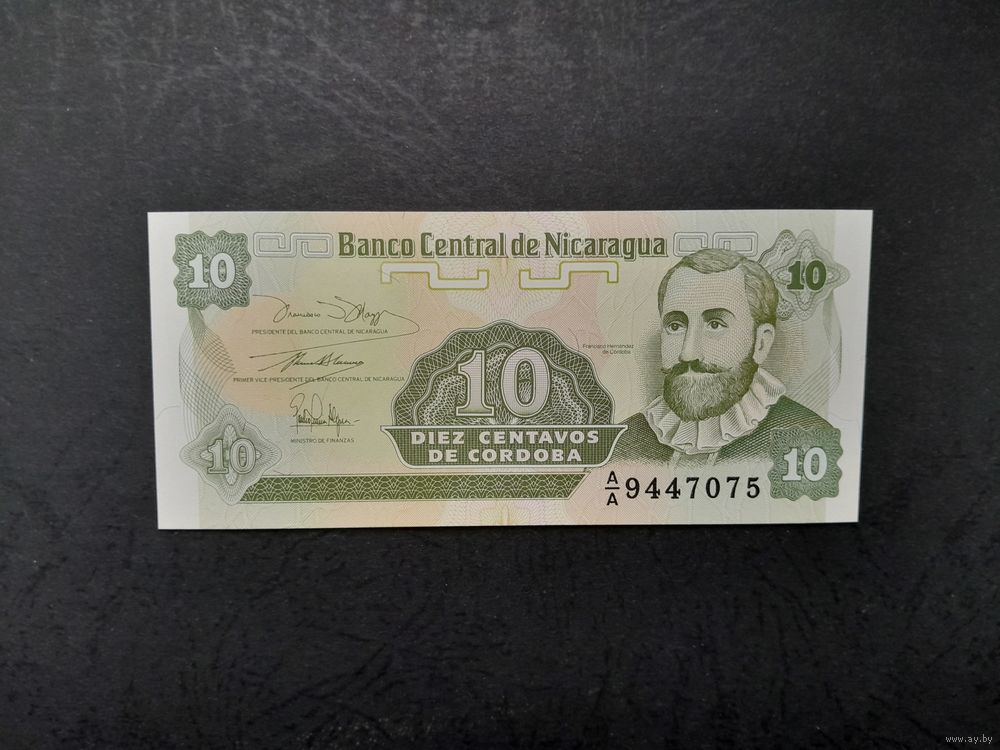 Banco Central de Nicaragua
10
10
PRESIDENTE DEL BANCO CENTRAL DE NICARAGUA
Francisco Hernández
de Córdoba
PRIMER VICE-PRESIDENTE DEL BANCO CENTRAL DE NICARAGUA
10
MINISTRO DE FINANZAS
DIEZ CENTAVOS
DE CORDOBA
10
10
A/A 9447075
www.ay.by